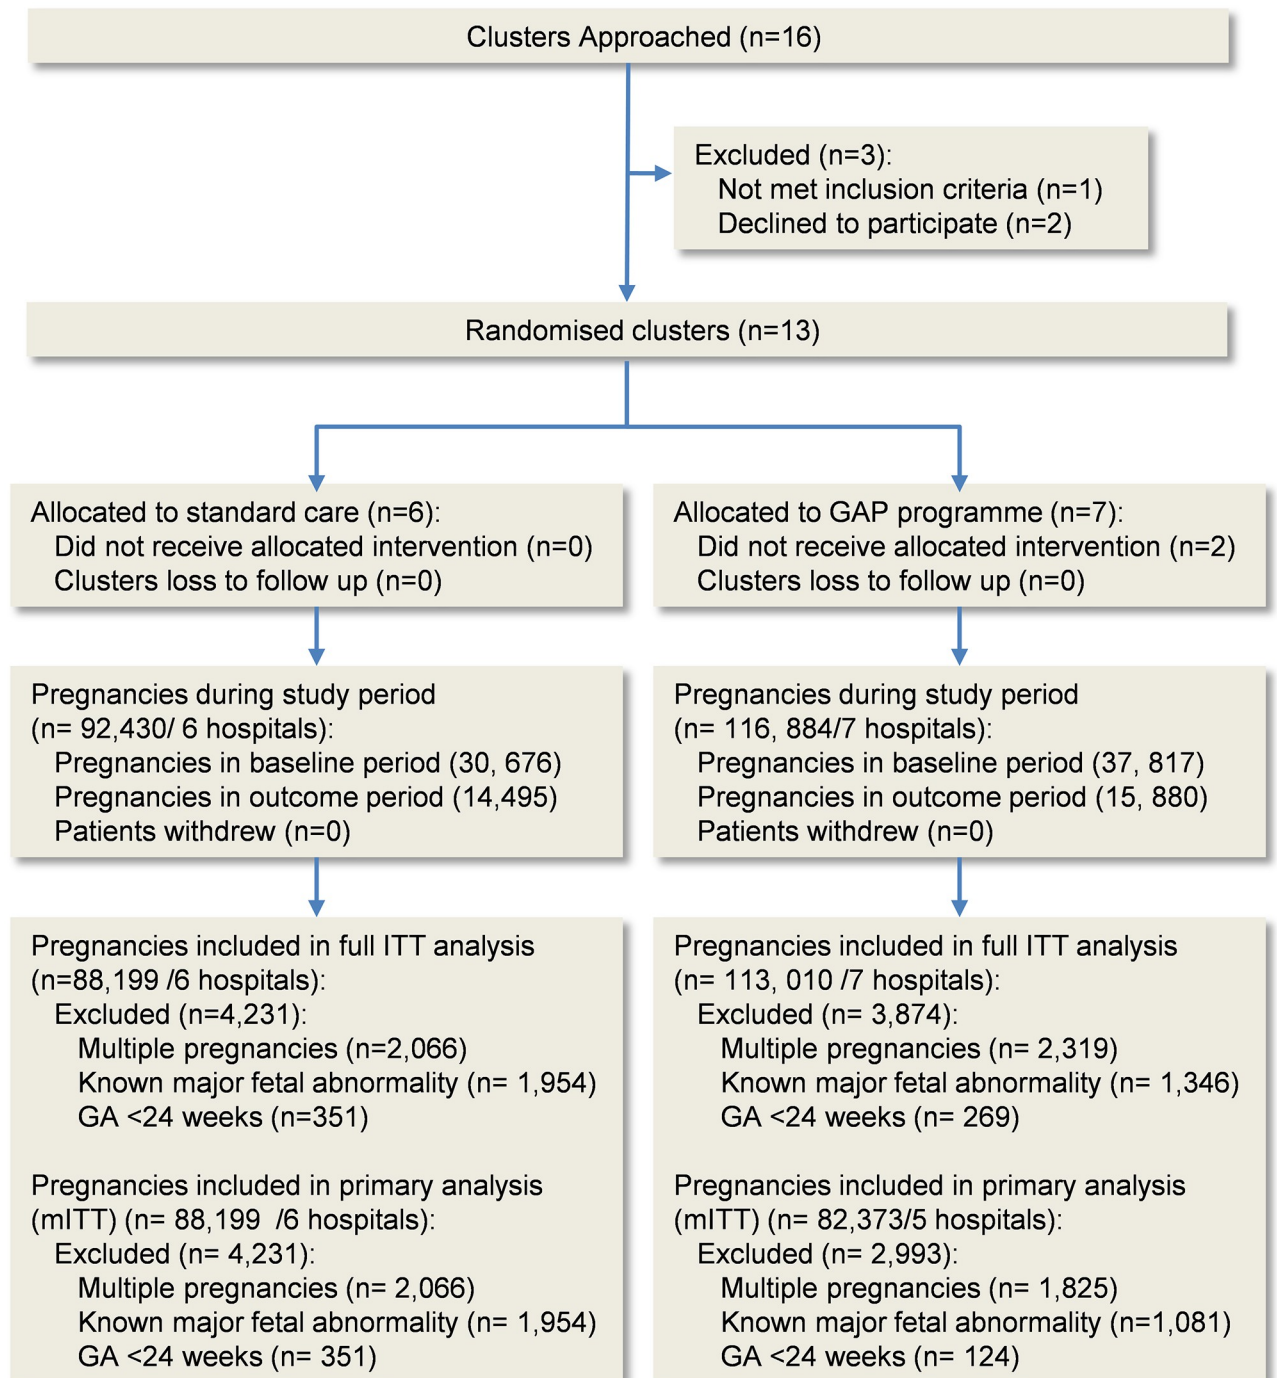 Clusters Approached (n=16)
Excluded (n=3):
Not met inclusion criteria (n=1)
Declined to participate (n=2)
Randomised clusters (n=13)
Allocated to standard care (n=6):
Did not receive allocated intervention (n=0)
Clusters loss to follow up (n=0)
Allocated to GAP programme (n=7):
Did not receive allocated intervention (n=2)
Clusters loss to follow up (n=0)
Pregnancies during study period
(n= 92,430/ 6 hospitals):
Pregnancies in baseline period (30, 676)
Pregnancies in outcome period (14,495)
Patients withdrew (n=0)
Pregnancies during study period
(n= 116, 884/7 hospitals):
Pregnancies in baseline period (37, 817)
Pregnancies in outcome period (15, 880)
Patients withdrew (n=0)
Pregnancies included in full ITT analysis
(n=88,199 /6 hospitals):
Excluded (n=4,231):
Multiple pregnancies (n=2,066)
Known major fetal abnormality (n= 1,954)
GA <24 weeks (n=351)
Pregnancies included in primary analysis
(mITT) (n= 88,199 /6 hospitals):
Excluded (n= 4,231):
Multiple pregnancies (n= 2,066)
Known major fetal abnormality (n= 1,954)
GA <24 weeks (n= 351)
Pregnancies included in full ITT analysis
(n= 113, 010 /7 hospitals):
Excluded (n= 3,874):
Multiple pregnancies (n= 2,319)
Known major fetal abnormality (n= 1,346)
GA <24 weeks (n= 269)
Pregnancies included in primary analysis
(mITT) (n= 82,373/5 hospitals):
Excluded (n= 2,993):
Multiple pregnancies (n= 1,825)
Known major fetal abnormality (n=1,081)
GA <24 weeks (n= 124)